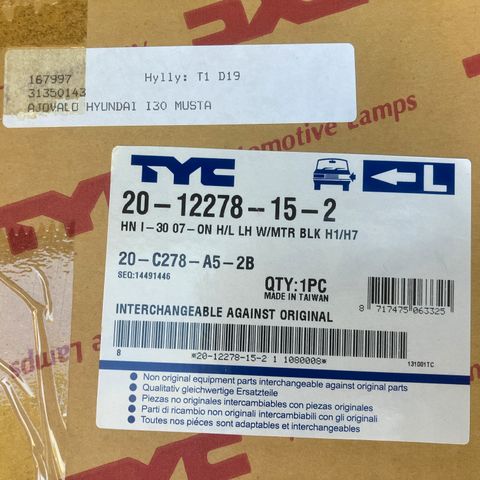 167997 Hylly: T1 D19
31350143
AJOVALO HYUNDAI I30 MUSTA
Automotive Lamps
TYC
L
20-12278-15-2
HN I-30 07-ON H/L LH W/MTR BLK H1/H7
20-C278-A5-2B
SEQ:14491446
QTY:1PC
MADE IN TAIWAN
8 717475 063325
INTERCHANGEABLE AGAINST ORIGINAL
8 *20-12278-15-2 1 1080008* 131001TC
Non original equipment parts interchangeable against original parts
Qualitativ gleichwertige Ersatzteile
Piezas no originales intercambiables con piezas originales
Parti di ricambio non originali intercambiabili con gli originali
Toutes nos piéces sont adaptables et interchangeables
Lamps
TYC